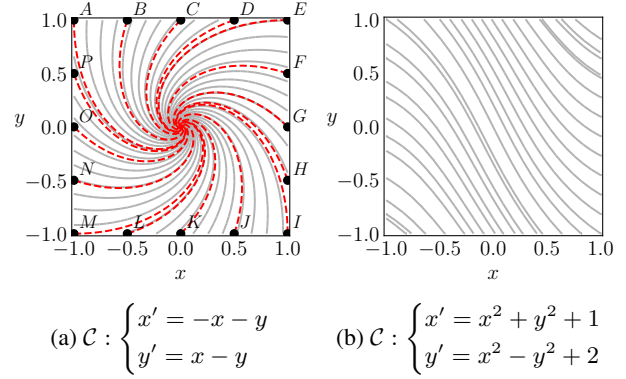 A B C D E
1.0 1.0
P F
0.5 0.5
O G
y 0.0 y 0.0
N H
−0.5 −0.5
M L K J I
−1.0 −1.0
−1.0 −0.5 0.0 0.5 1.0 −1.0 −0.5 0.0 0.5 1.0
x x
(a) C : { x′ = −x − y
y′ = x − y
(b) C : { x′ = x² + y² + 1
y′ = x² − y² + 2